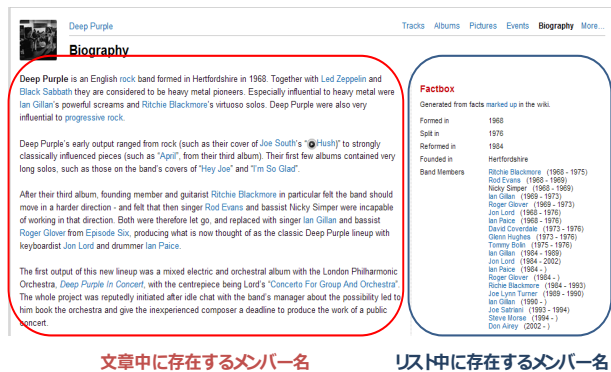 Deep Purple
Tracks Albums Pictures Events Biography More...
Biography
Deep Purple is an English rock band formed in Hertfordshire in 1968. Together with Led Zeppelin and
Black Sabbath they are considered to be heavy metal pioneers. Especially influential to heavy metal were
Ian Gillan's powerful screams and Ritchie Blackmore's virtuoso solos. Deep Purple were also very
influential to progressive rock.
Deep Purple's early output ranged from rock (such as their cover of Joe South's "Hush)" to strongly
classically influenced pieces (such as "April", from their third album). Their first few albums contained very
long solos, such as those on the band's covers of "Hey Joe" and "I'm So Glad".
After their third album, founding member and guitarist Ritchie Blackmore in particular felt the band should
move in a harder direction - and felt that then singer Rod Evans and bassist Nicky Simper were incapable
of working in that direction. Both were therefore let go, and replaced with singer Ian Gillan and bassist
Roger Glover from Episode Six, producing what is now thought of as the classic Deep Purple lineup with
keyboardist Jon Lord and drummer Ian Paice.
The first output of this new lineup was a mixed electric and orchestral album with the London Philharmonic
Orchestra, Deep Purple In Concert, with the centrepiece being Lord's "Concerto For Group And Orchestra".
The whole project was reputedly initiated after idle chat with the band's manager about the possibility led to
him book the orchestra and give the inexperienced composer a deadline to produce the work of a public
concert.
Factbox
Generated from facts marked up in the wiki.
Formed in 1968
Split in 1976
Reformed in 1984
Founded in Hertfordshire
Band Members Ritchie Blackmore (1968 - 1975)
Rod Evans (1968 - 1969)
Nicky Simper (1968 - 1969)
Ian Gillan (1969 - 1973)
Roger Glover (1969 - 1973)
Jon Lord (1968 - 1976)
Ian Paice (1968 - 1976)
David Coverdale (1973 - 1976)
Glenn Hughes (1973 - 1976)
Tommy Bolin (1975 - 1976)
Ian Gillan (1984 - 1989)
Jon Lord (1984 - 2002)
Ian Paice (1984 - )
Roger Glover (1984 - )
Richie Blackmore (1984 - 1993)
Joe Lynn Turner (1989 - 1990)
Ian Gillan (1990 - )
Joe Satriani (1993 - 1994)
Steve Morse (1994 - )
Don Airey (2002 - )
文章中に存在するメンバー名
リスト中に存在するメンバー名